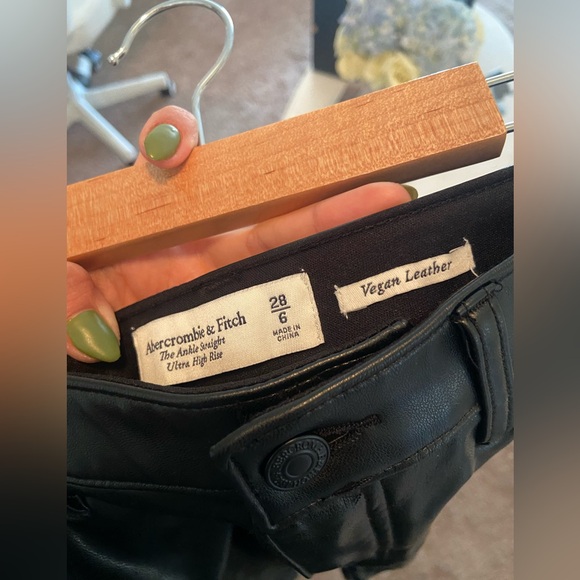 Abercrombie & Fitch
The Ankle Straight
Ultra High Rise
28
6
MADE IN
CHINA
Vegan Leather